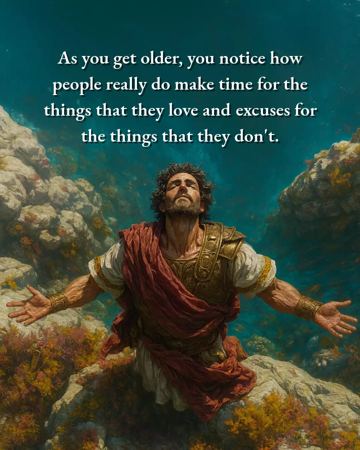 As you get older, you notice how
people really do make time for the
things that they love and excuses for
the things that they don't.